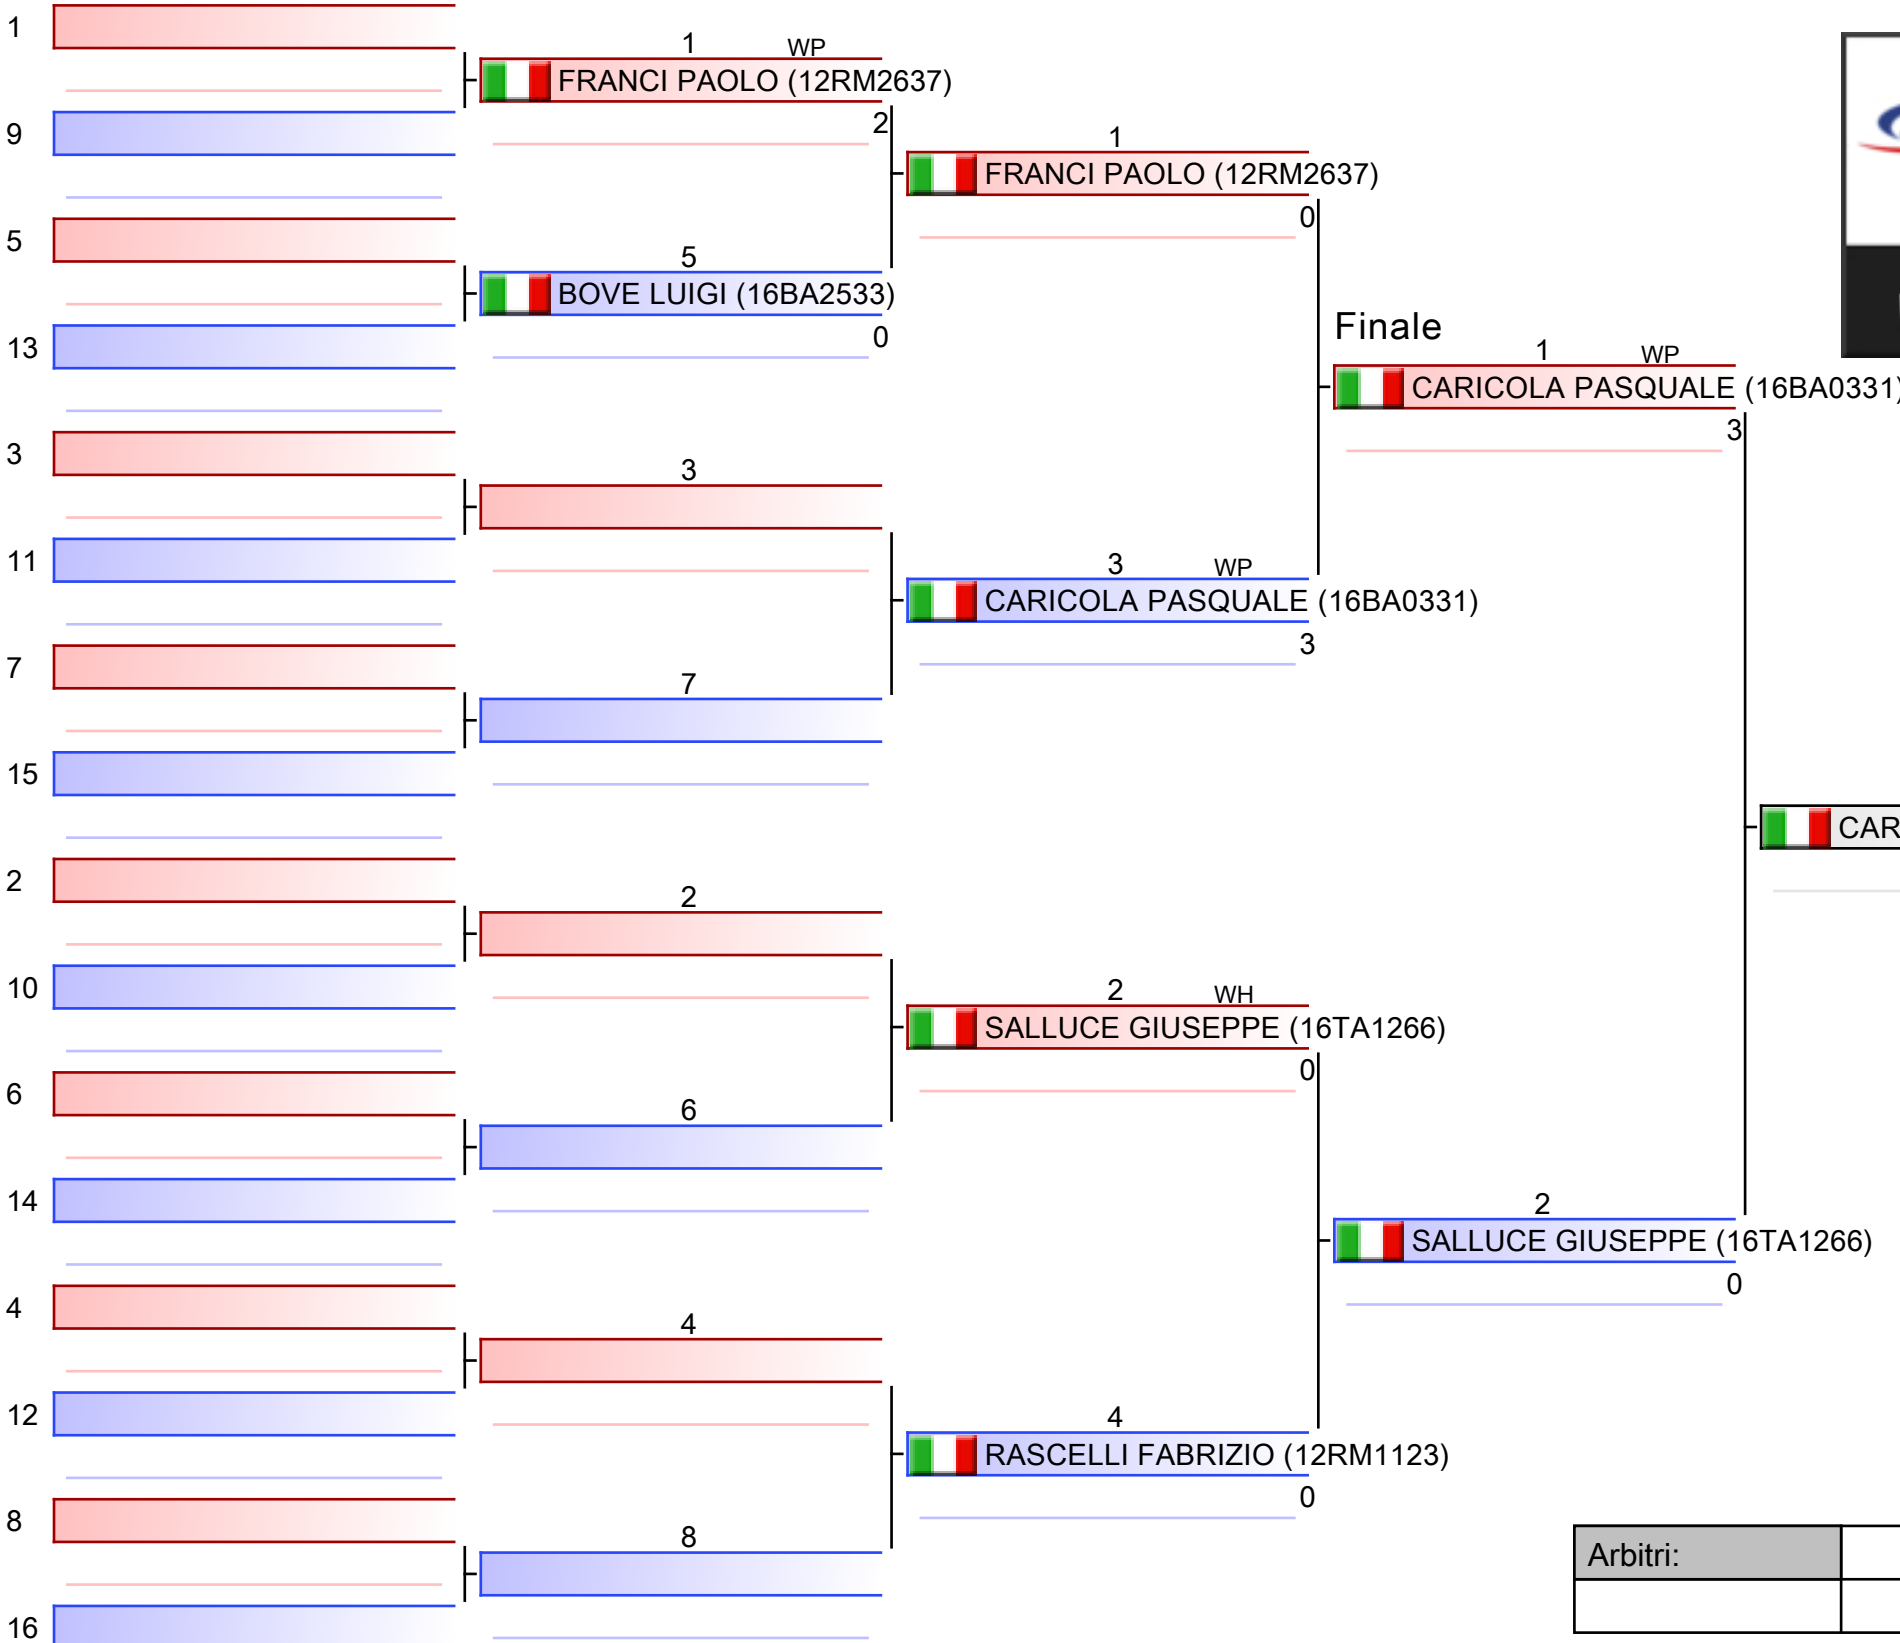 1
9
5
13
3
11
7
15
2
10
6
14
4
12
8
16
1 WP
FRANCI PAOLO (12RM2637)
2
5
BOVE LUIGI (16BA2533)
0
3
7
2
6
4
8
1
FRANCI PAOLO (12RM2637)
0
3 WP
CARICOLA PASQUALE (16BA0331)
3
2 WH
SALLUCE GIUSEPPE (16TA1266)
0
4
RASCELLI FABRIZIO (12RM1123)
0
Finale
1 WP
CARICOLA PASQUALE (16BA0331)
3
2
SALLUCE GIUSEPPE (16TA1266)
0
CAR
Arbitri: